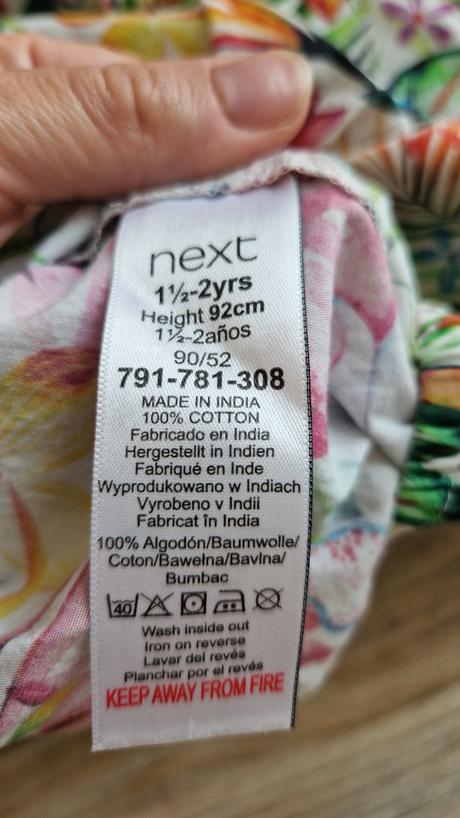 next
1½-2yrs
Height 92cm
1½-2años
90/52
791-781-308
MADE IN INDIA
100% COTTON
Fabricado en India
Hergestellt in Indien
Fabriqué en Inde
Wyprodukowano w Indiach
Vyrobeno v Indii
Fabricat în India
100% Algodón/Baumwolle/
Coton/Bawełna/Bavlna/
Bumbac
40
Wash inside out
Iron on reverse
Lavar del revés
Planchar por el revés
KEEP AWAY FROM FIRE